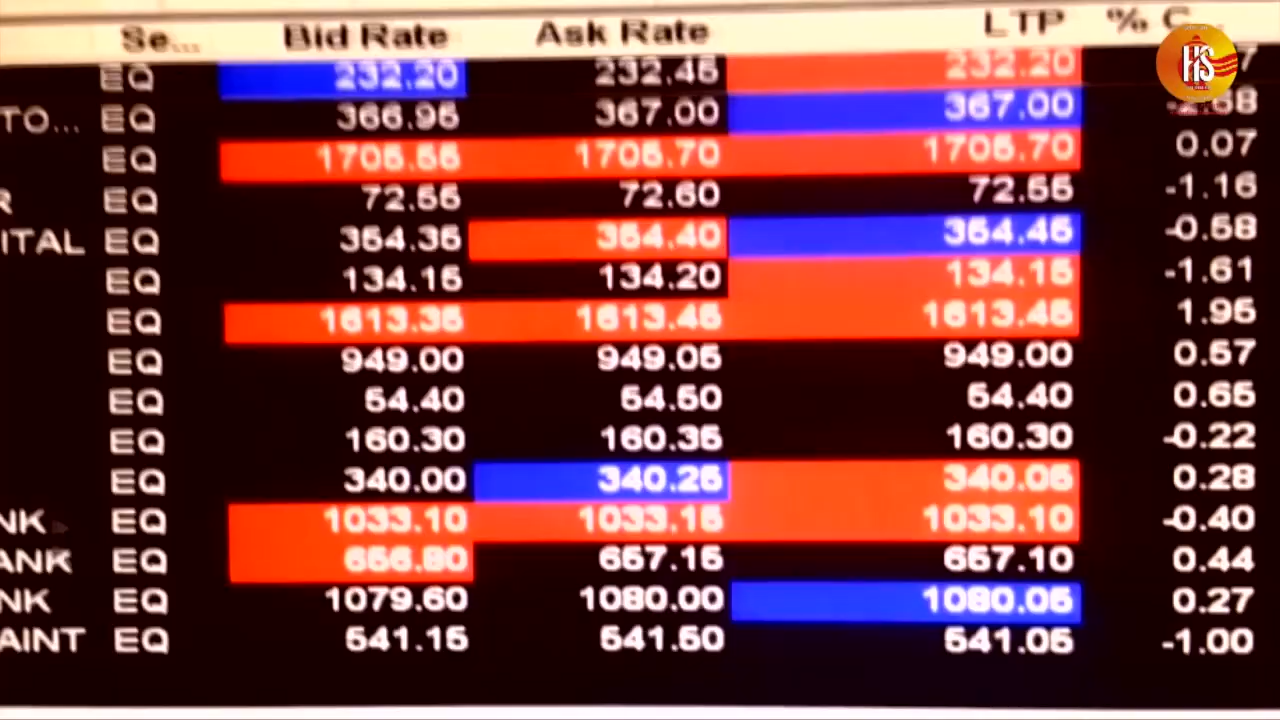 Se... Bid Rate Ask Rate LTP % C...
EQ 232.20 232.45 232.20
TO... EQ 366.95 367.00 367.00
EQ 1705.55 1705.70 1705.70 0.07
R EQ 72.55 72.60 72.55 -1.16
ITAL EQ 354.35 354.40 354.45 -0.58
EQ 134.15 134.20 134.15 -1.61
EQ 1613.35 1613.45 1613.45 1.95
EQ 949.00 949.05 949.00 0.57
EQ 54.40 54.50 54.40 0.65
EQ 160.30 160.35 160.30 -0.22
EQ 340.00 340.25 340.05 0.28
NK EQ 1033.10 1033.15 1033.10 -0.40
ANK EQ 656.80 657.15 657.10 0.44
NK EQ 1079.60 1080.00 1080.05 0.27
AINT EQ 541.15 541.50 541.05 -1.00
HS